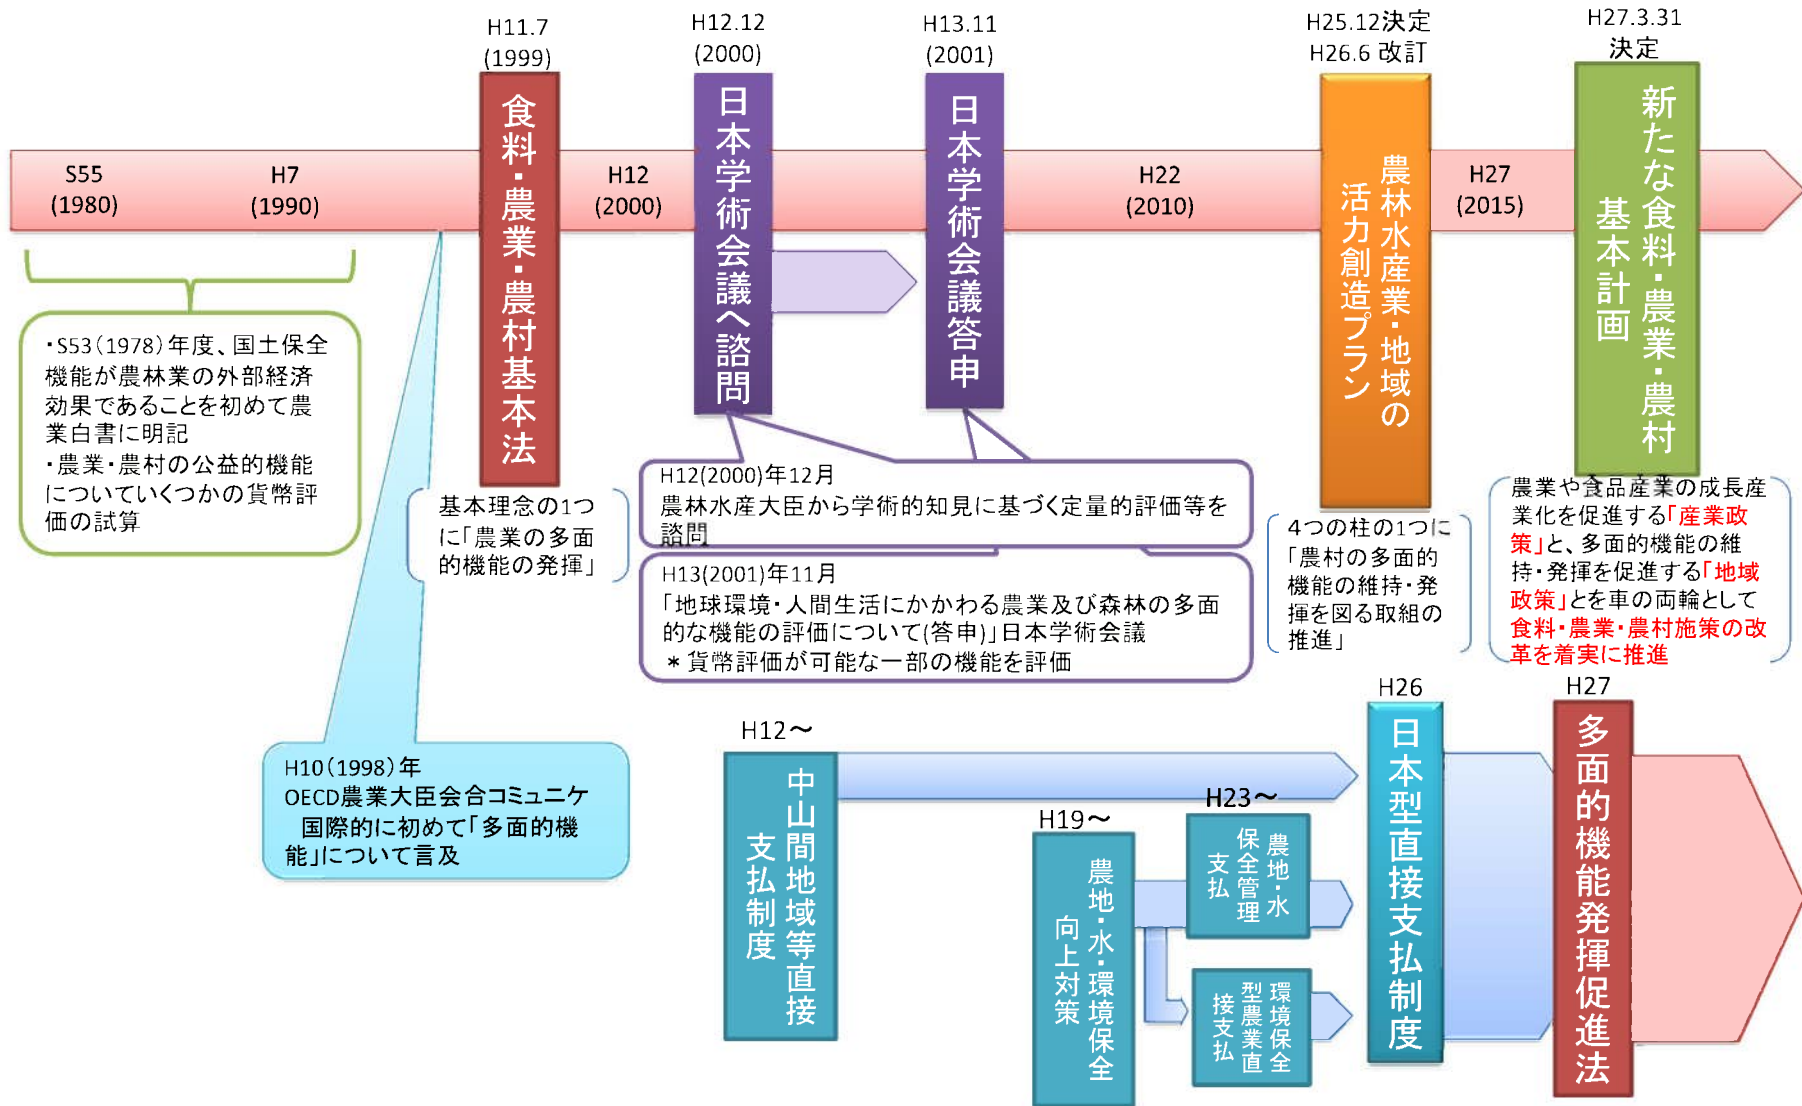 H11.7
(1999)
食料・農業・農村基本法
H12.12
(2000)
日本学術会議へ諮問
H13.11
(2001)
日本学術会議答申
H25.12決定
H26.6 改訂
農林水産業・地域の
活力創造プラン
H27.3.31
決定
新たな食料・農業・農村
基本計画
S55
(1980)
H7
(1990)
H12
(2000)
H22
(2010)
H27
(2015)
・S53(1978)年度、国土保全
機能が農林業の外部経済
効果であることを初めて農
業白書に明記
・農業・農村の公益的機能
についていくつかの貨幣評
価の試算
基本理念の1つ
に「農業の多面
的機能の発揮」
H12(2000)年12月
農林水産大臣から学術的知見に基づく定量的評価等を
諮問
H13(2001)年11月
「地球環境・人間生活にかかわる農業及び森林の多面
的な機能の評価について(答申)」日本学術会議
＊貨幣評価が可能な一部の機能を評価
4つの柱の1つに
「農村の多面的
機能の維持・発
揮を図る取組の
推進」
農業や食品産業の成長産
業化を促進する「産業政
策」と、多面的機能の維
持・発揮を促進する「地域
政策」とを車の両輪として
食料・農業・農村施策の改
革を着実に推進
H10(1998)年
OECD農業大臣会合コミュニケ
国際的に初めて「多面的機
能」について言及
H12～
中山間地域等直接
支払制度
H19～
農地・水・環境保全
向上対策
H23～
農地・水
保全管理
支払
環境保全
型農業直
接支払
H26
日本型直接支払制度
H27
多面的機能発揮促進法